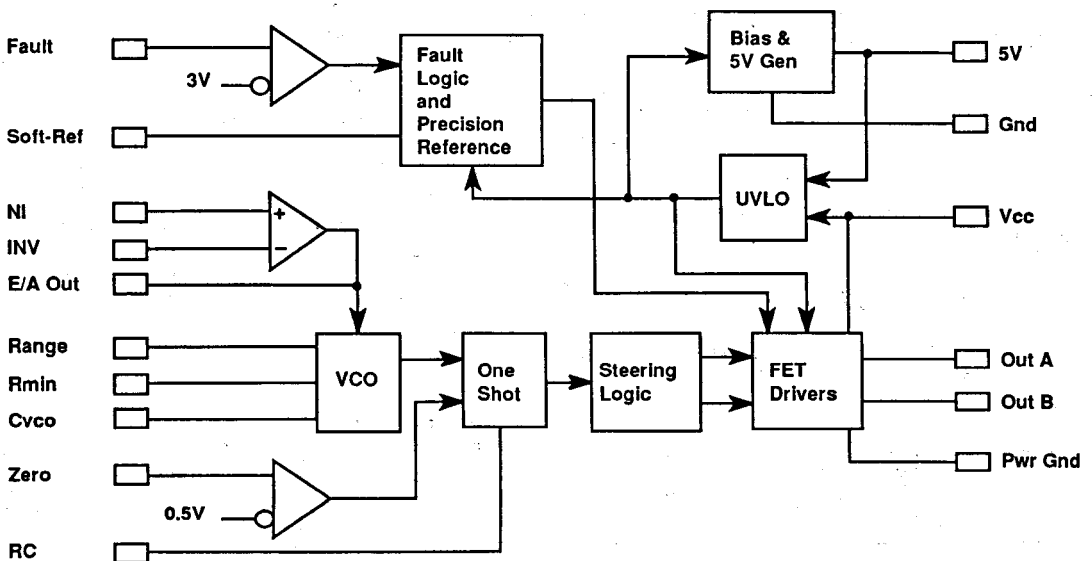 Fault
3V
Soft-Ref
NI
INV
E/A Out
Range
Rmin
Cvco
Zero
0.5V
RC
+
−
Fault
Logic
and
Precision
Reference
Bias &
5V Gen
UVLO
VCO
One
Shot
Steering
Logic
FET
Drivers
5V
Gnd
Vcc
Out A
Out B
Pwr Gnd